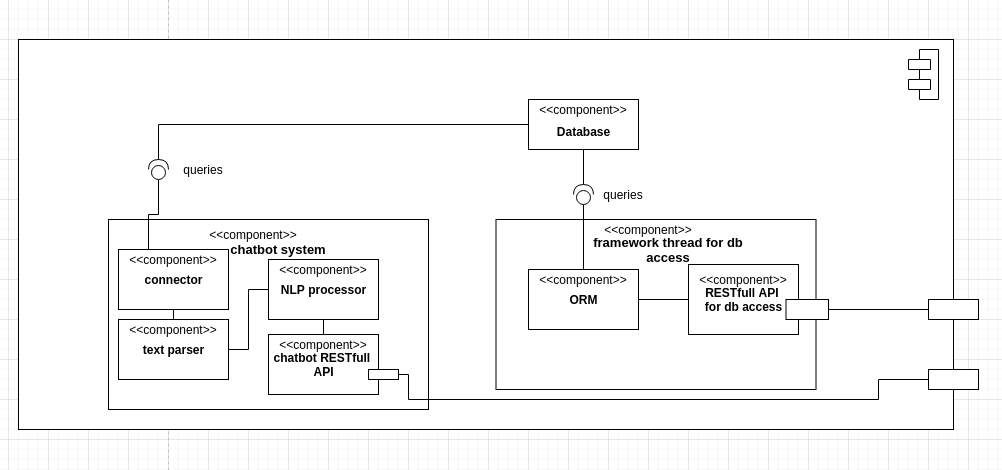 <<component>>
Database
queries
queries
<<component>>
chatbot system
<<component>>
connector
<<component>>
NLP processor
<<component>>
text parser
<<component>>
chatbot RESTfull
API
<<component>>
framework thread for db
access
<<component>>
ORM
<<component>>
RESTfull API
for db access